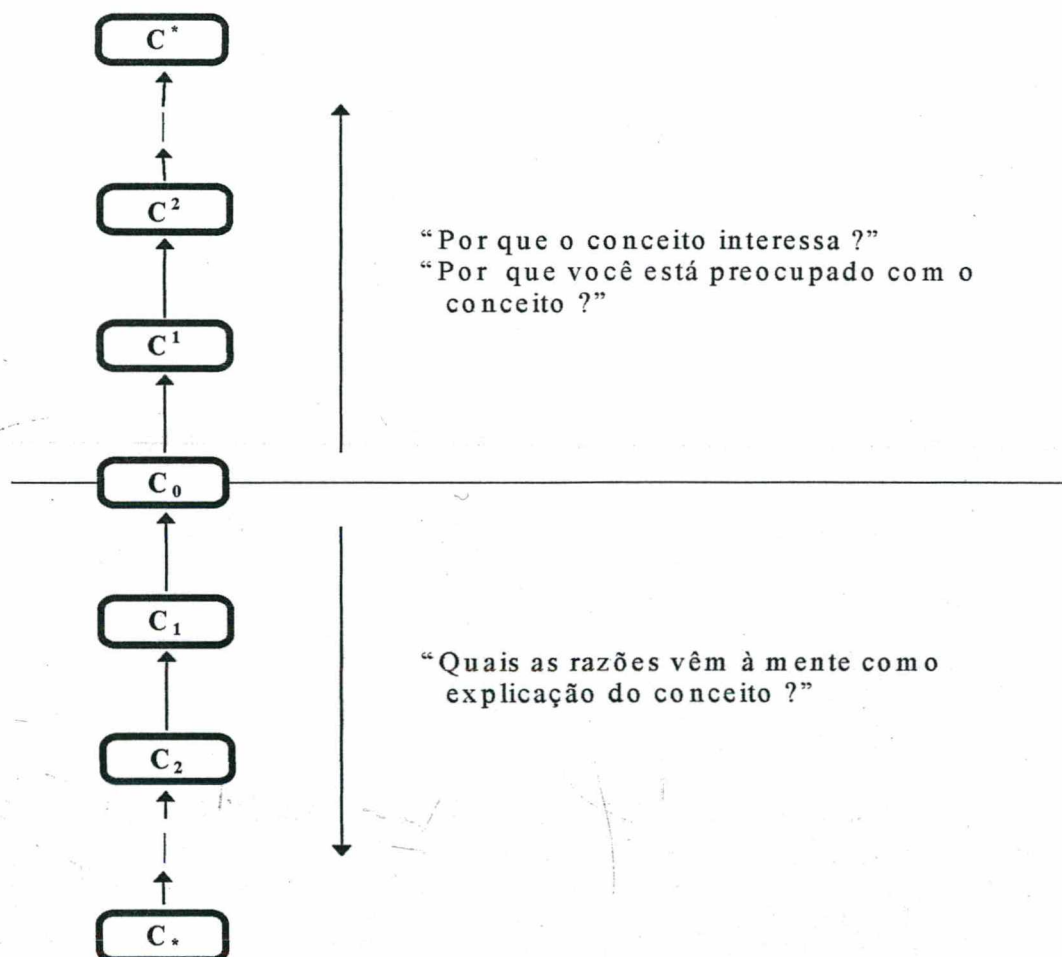 C*
C²
“Por que o conceito interessa ?”
“Por que você está preocupado com o
conceito ?”
C¹
C₀
C₁
“Quais as razões vêm à mente como
explicação do conceito ?”
C₂
C*